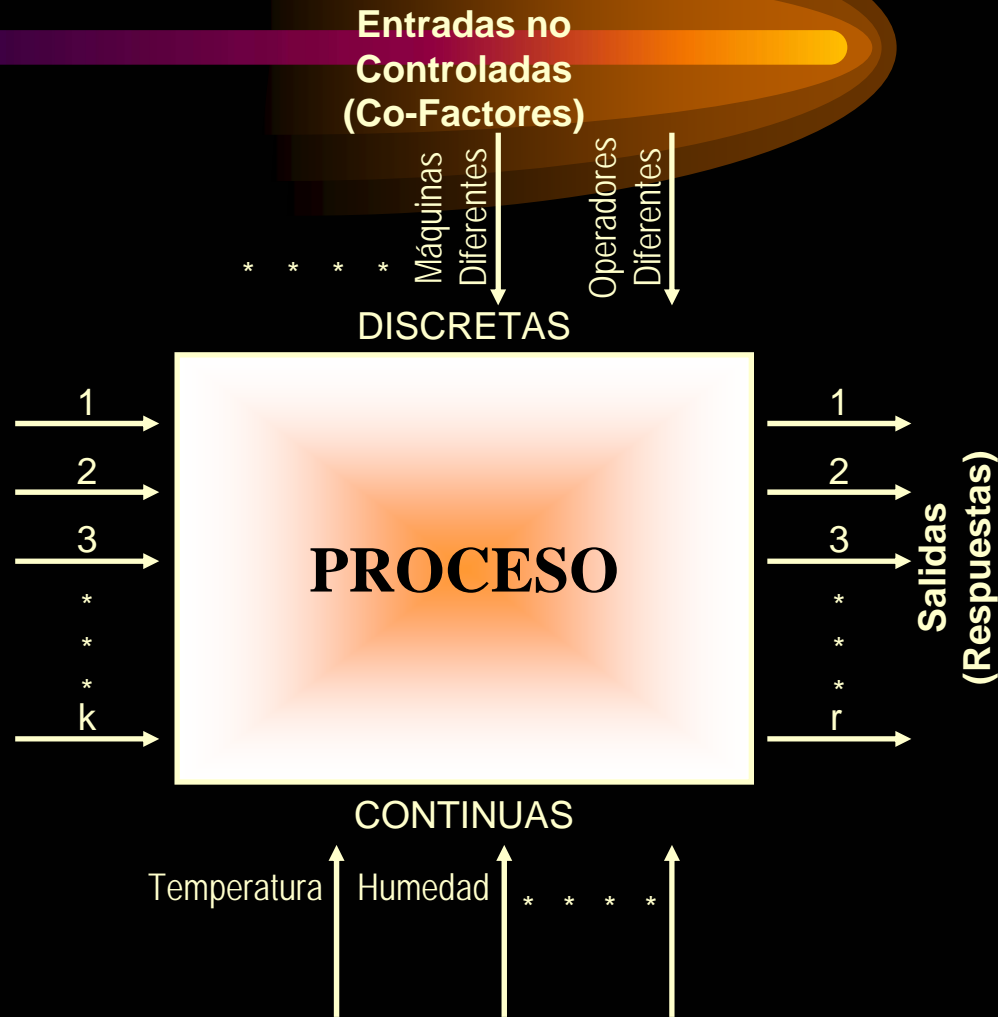 Entradas no
Controladas
(Co-Factores)
Máquinas
Diferentes
Operadores
Diferentes
* * * *
DISCRETAS
1
2
3
*
*
*
k
PROCESO
1
2
3
*
*
*
r
Salidas
(Respuestas)
CONTINUAS
Temperatura
Humedad
* * * *